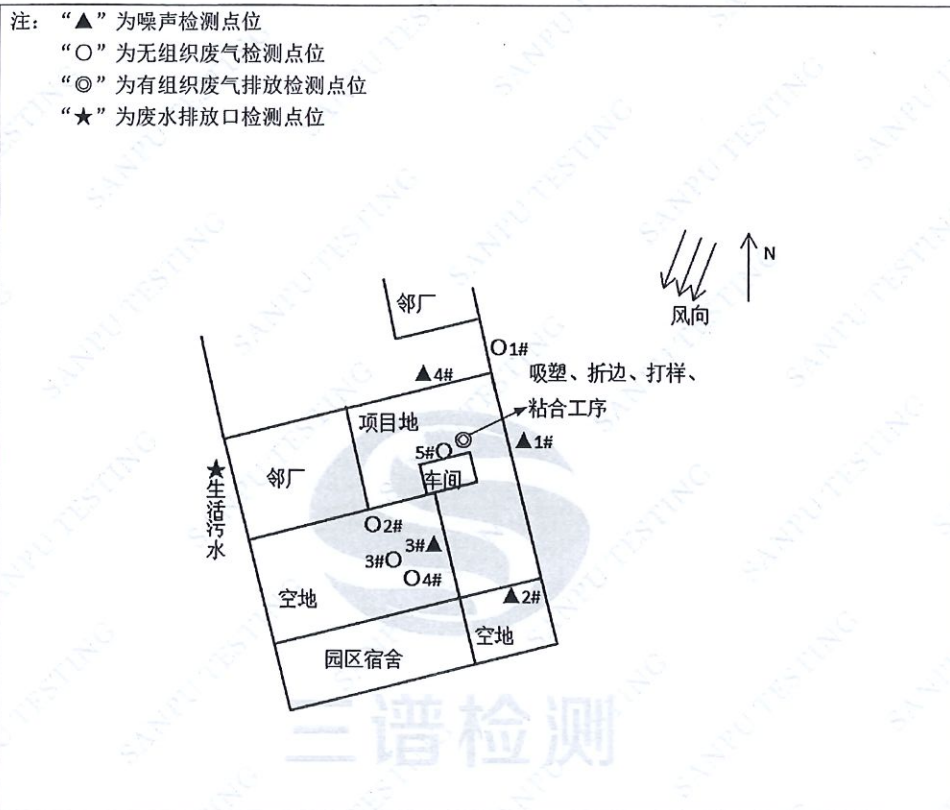 注：“▲”为噪声检测点位
“○”为无组织废气检测点位
“◎”为有组织废气排放检测点位
“★”为废水排放口检测点位
N
风向
邻厂
○1#
▲4#
吸塑、折边、打样、
粘合工序
项目地
▲1#
5#○
车间
邻厂
★生活污水
○2#
3#▲
3#○
○4#
空地
▲2#
空地
园区宿舍
三谱检测
SANPU TESTING